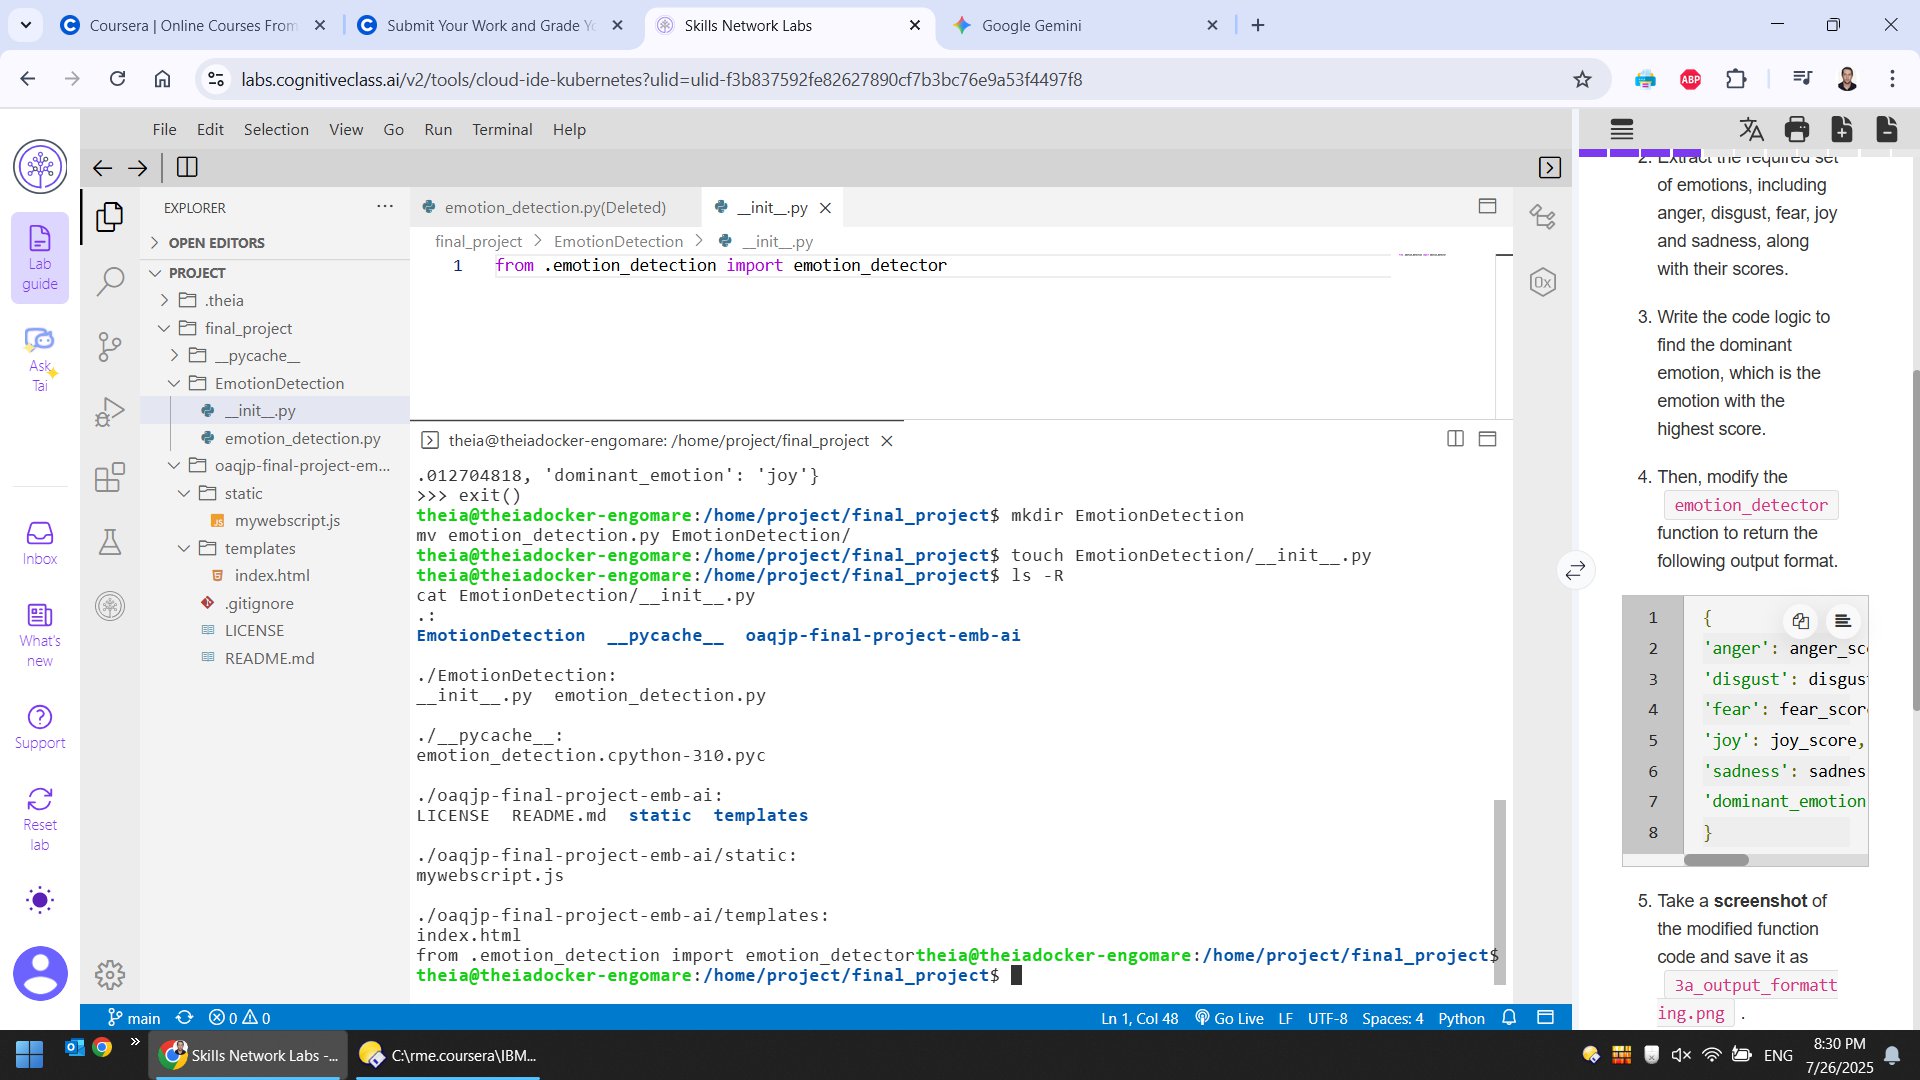 Coursera | Online Courses From
Submit Your Work and Grade Yo
Skills Network Labs
Google Gemini
labs.cognitiveclass.ai/v2/tools/cloud-ide-kubernetes?ulid=ulid-f3b837592fe82627890cf7b3bc76e9a53f4497f8
ABP
File Edit Selection View Go Run Terminal Help
Lab guide
Ask Tai
Inbox
What's new
Support
Reset lab
EXPLORER
OPEN EDITORS
PROJECT
.theia
final_project
__pycache__
EmotionDetection
__init__.py
emotion_detection.py
oaqjp-final-project-em...
static
mywebscript.js
templates
index.html
.gitignore
LICENSE
README.md
emotion_detection.py(Deleted)
__init__.py
final_project > EmotionDetection > __init__.py
1 from .emotion_detection import emotion_detector
theia@theiadocker-engomare: /home/project/final_project
.012704818, 'dominant_emotion': 'joy'}
>>> exit()
theia@theiadocker-engomare:/home/project/final_project$ mkdir EmotionDetection
mv emotion_detection.py EmotionDetection/
theia@theiadocker-engomare:/home/project/final_project$ touch EmotionDetection/__init__.py
theia@theiadocker-engomare:/home/project/final_project$ ls -R
cat EmotionDetection/__init__.py
.:
EmotionDetection __pycache__ oaqjp-final-project-emb-ai
./EmotionDetection:
__init__.py emotion_detection.py
./__pycache__:
emotion_detection.cpython-310.pyc
./oaqjp-final-project-emb-ai:
LICENSE README.md static templates
./oaqjp-final-project-emb-ai/static:
mywebscript.js
./oaqjp-final-project-emb-ai/templates:
index.html
from .emotion_detection import emotion_detectortheia@theiadocker-engomare:/home/project/final_project$
theia@theiadocker-engomare:/home/project/final_project$
0x
2. Extract the required set
of emotions, including
anger, disgust, fear, joy
and sadness, along
with their scores.
3. Write the code logic to
find the dominant
emotion, which is the
emotion with the
highest score.
4. Then, modify the
emotion_detector
function to return the
following output format.
1 {
2 'anger': anger_sco
3 'disgust': disgust
4 'fear': fear_score
5 'joy': joy_score,
6 'sadness': sadnes
7 'dominant_emotion
8 }
5. Take a screenshot of
the modified function
code and save it as
3a_output_formatt
ing.png .
main 0 0 Ln 1, Col 48 Go Live LF UTF-8 Spaces: 4 Python
Skills Network Labs -...
C:\rme.coursera\IBM...
ENG
8:30 PM
7/26/2025